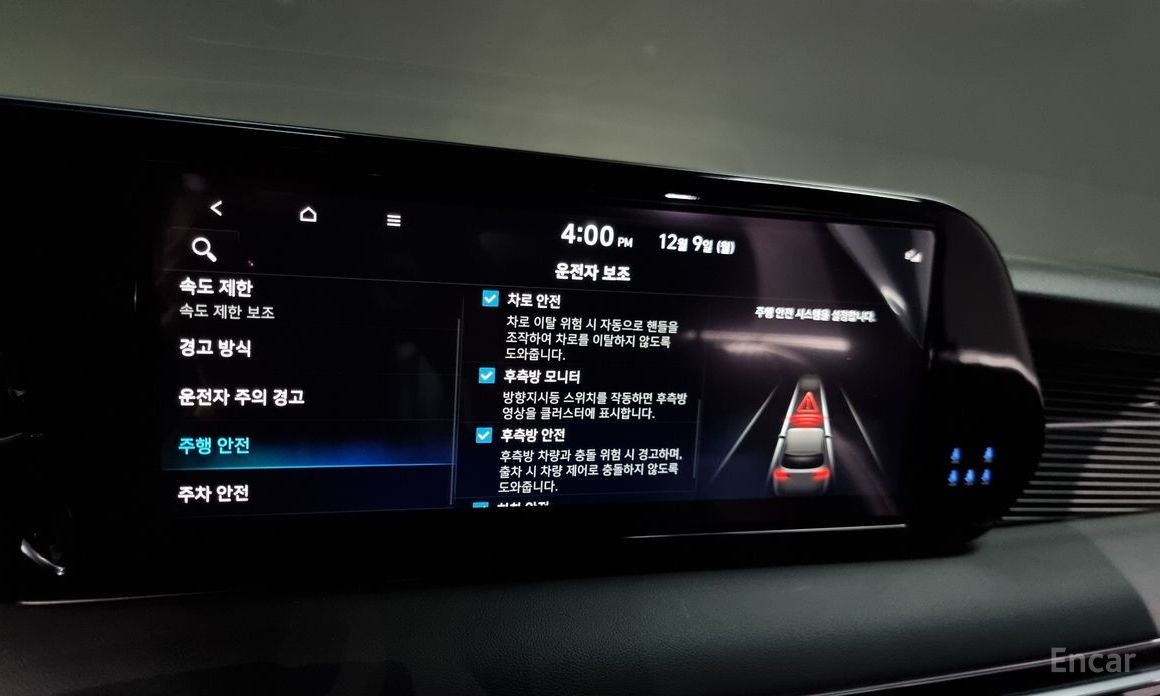 4:00 PM 12월 9일 (월)
운전자 보조
속도 제한
속도 제한 보조
경고 방식
운전자 주의 경고
주행 안전
주차 안전
차로 안전
차로 이탈 위험 시 자동으로 핸들을
조작하여 차로를 이탈하지 않도록
도와줍니다.
후측방 모니터
방향지시등 스위치를 작동하면 후측방
영상을 클러스터에 표시합니다.
후측방 안전
후측방 차량과 충돌 위험 시 경고하며,
출차 시 차량 제어로 충돌하지 않도록
도와줍니다.
주행 안전 시스템을 설정합니다.
Encar